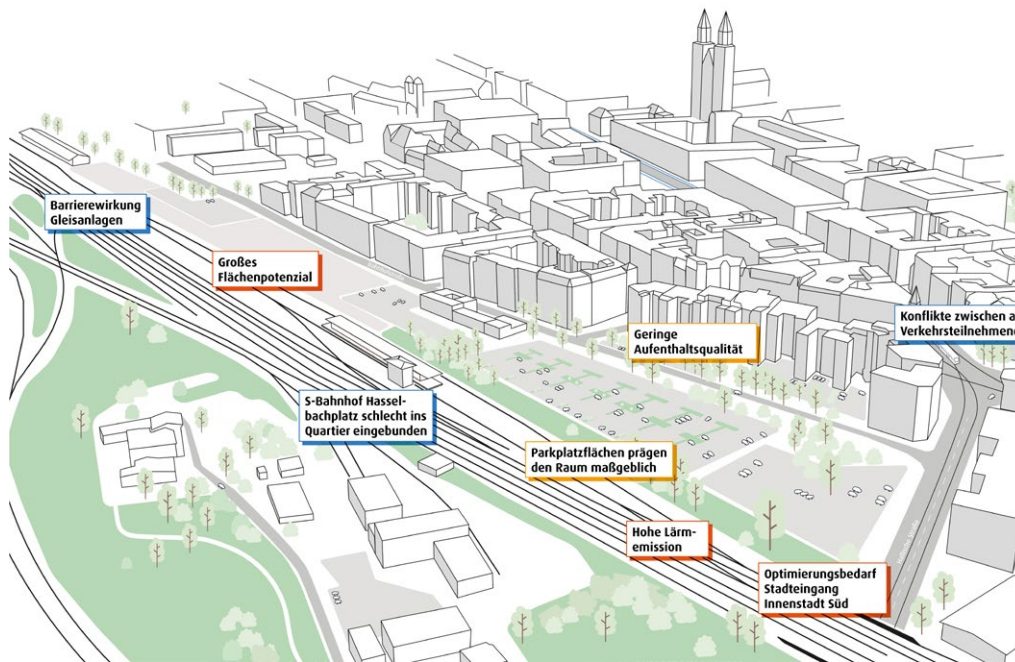 Barrierewirkung
Gleisanlagen
Großes
Flächenpotenzial
Konflikte zwischen a
Verkehrsteilnehmend
Geringe
Aufenthaltsqualität
S-Bahnhof Hassel-
bachplatz schlecht ins
Quartier eingebunden
Parkplatzflächen prägen
den Raum maßgeblich
Hohe Lärm-
emission
Optimierungsbedarf
Stadteingang
Innenstadt Süd